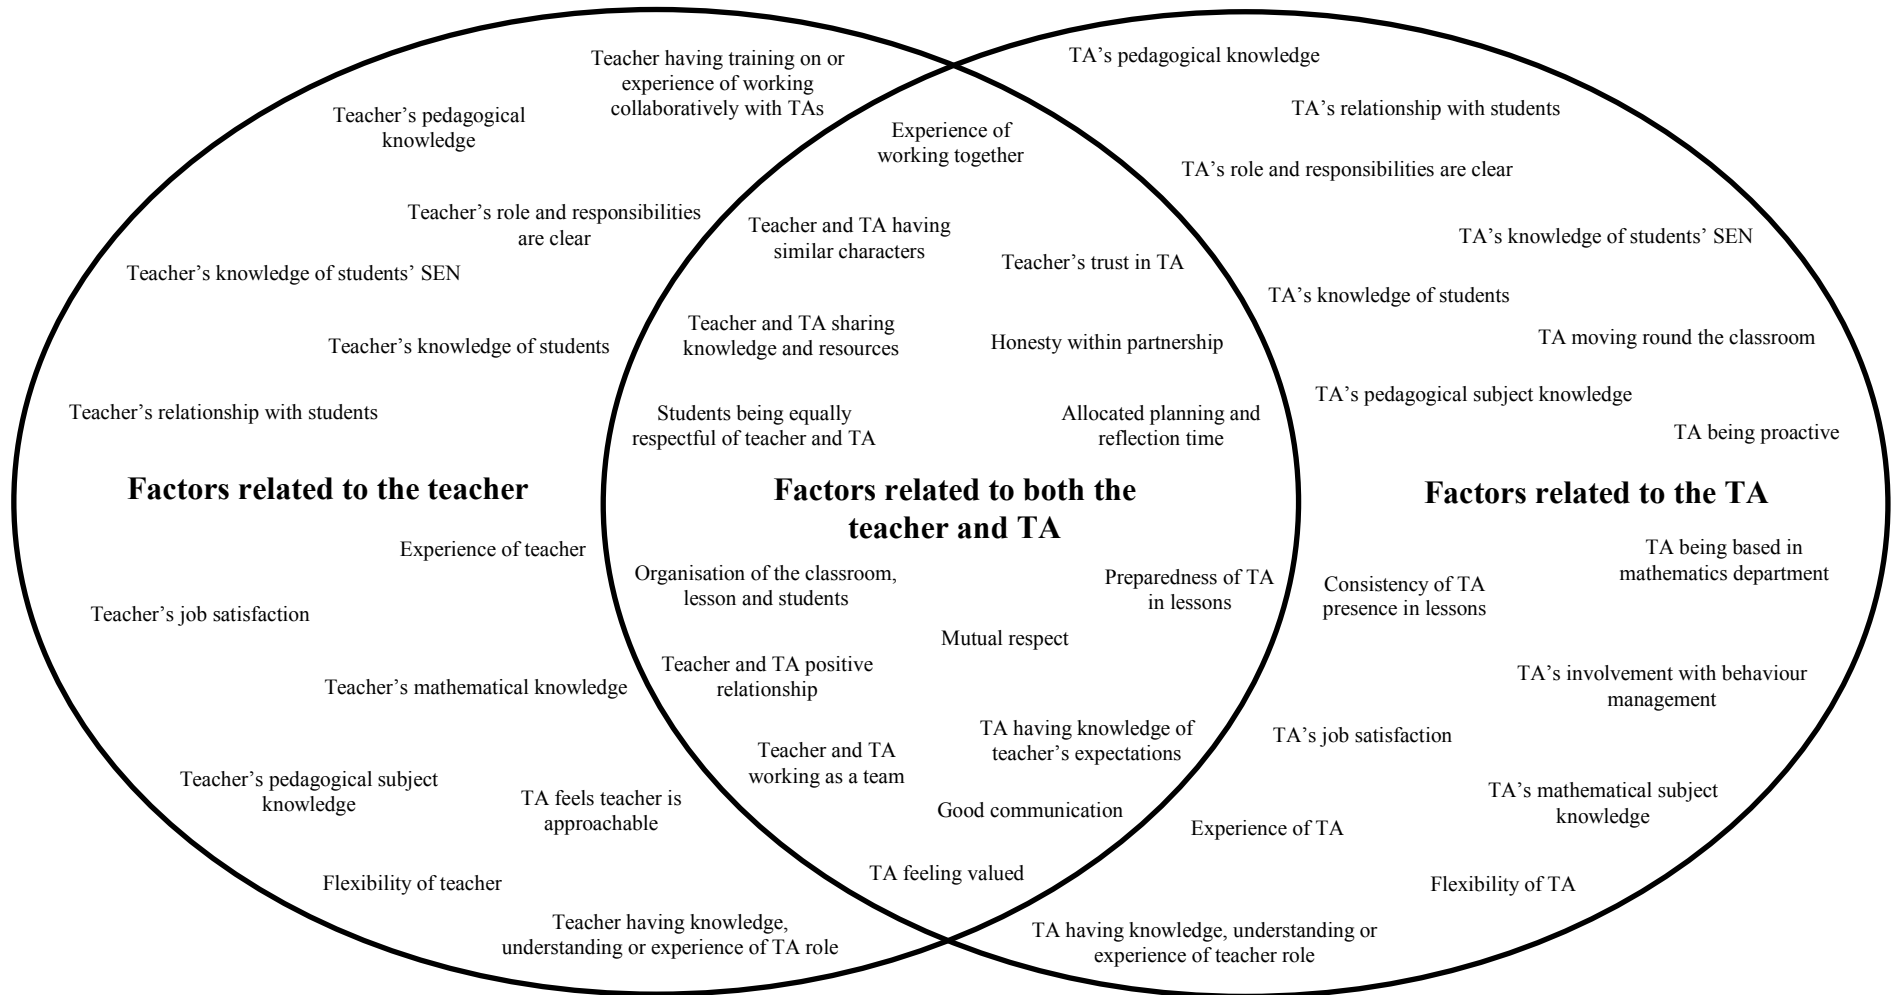 Teacher having training on or
experience of working
collaboratively with TAs
Teacher’s pedagogical
knowledge
Teacher’s role and responsibilities
are clear
Teacher’s knowledge of students’ SEN
Teacher’s knowledge of students
Teacher’s relationship with students
Factors related to the teacher
Experience of teacher
Teacher’s job satisfaction
Teacher’s mathematical knowledge
Teacher’s pedagogical subject
knowledge
TA feels teacher is
approachable
Flexibility of teacher
Teacher having knowledge,
understanding or experience of TA role
Experience of
working together
Teacher and TA having
similar characters
Teacher’s trust in TA
Teacher and TA sharing
knowledge and resources
Honesty within partnership
Students being equally
respectful of teacher and TA
Allocated planning and
reflection time
Factors related to both the
teacher and TA
Organisation of the classroom,
lesson and students
Preparedness of TA
in lessons
Mutual respect
Teacher and TA positive
relationship
TA having knowledge of
teacher’s expectations
Teacher and TA
working as a team
Good communication
TA feeling valued
TA’s pedagogical knowledge
TA’s relationship with students
TA’s role and responsibilities are clear
TA’s knowledge of students’ SEN
TA’s knowledge of students
TA moving round the classroom
TA’s pedagogical subject knowledge
TA being proactive
Factors related to the TA
TA being based in
mathematics department
Consistency of TA
presence in lessons
TA’s involvement with behaviour
management
TA’s job satisfaction
TA’s mathematical subject
knowledge
Experience of TA
Flexibility of TA
TA having knowledge, understanding or
experience of teacher role